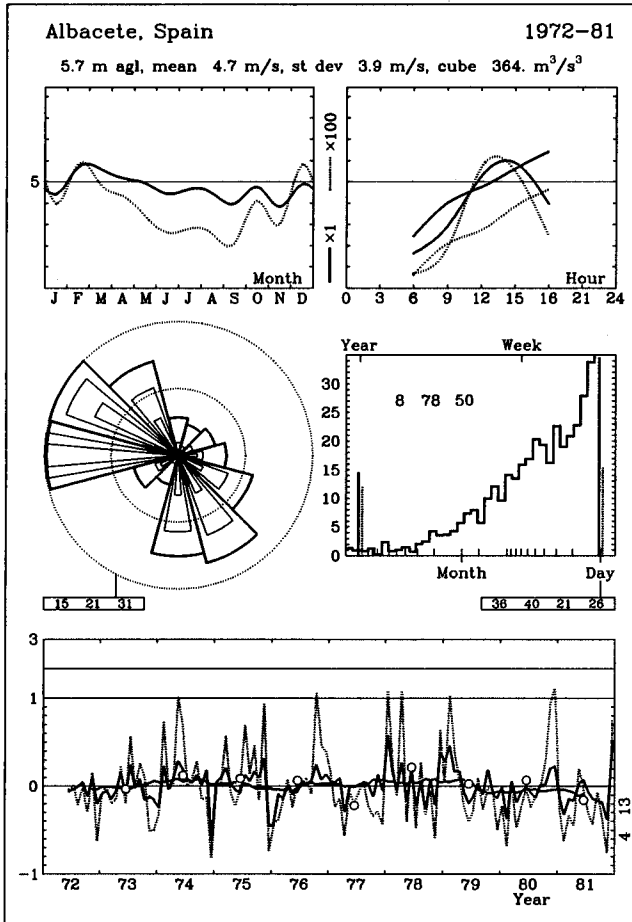 Albacete, Spain 1972-81
5.7 m agl, mean 4.7 m/s, st dev 3.9 m/s, cube 364. m³/s³
5
J F M A M J J A S O N D
Month
×1 ×100
0 3 6 9 12 15 18 21 24
Hour
Year Week
35
30
25
20
15
10
5
0
8 78 50
Month Day
15 21 31
36 40 21 26
3
1
0
-1
72 73 74 75 76 77 78 79 80 81
Year
4 13